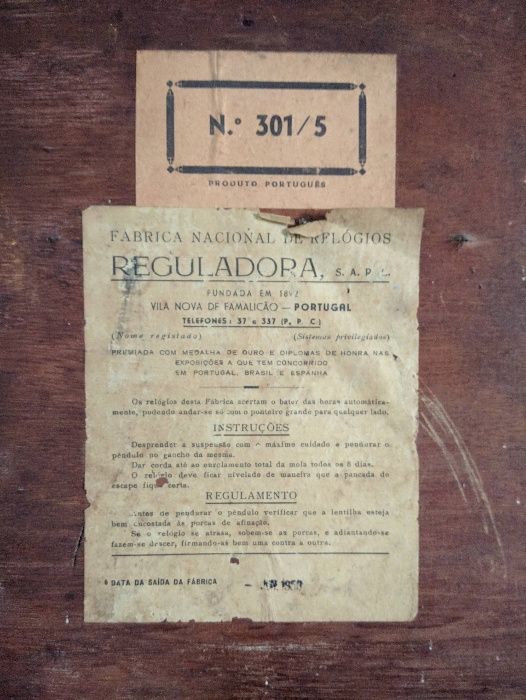 N.º 301/5
PRODUTO PORTUGUÊS
FABRICA NACIONAL DE RELÓGIOS
REGULADORA, S. A. P. L.
FUNDADA EM 1892
VILA NOVA DE FAMALICÃO — PORTUGAL
TELEFONES: 37 e 337 (P. P. C.)
(Nome registado) (Sistemas privilegiados)
PREMIADA COM MEDALHA DE OURO E DIPLOMAS DE HONRA NAS
EXPOSIÇÕES A QUE TEM CONCORRIDO
EM PORTUGAL, BRASIL E ESPANHA
Os relógios desta Fábrica acertam o bater das horas automàtica-
mente, podendo andar-se só com o ponteiro grande para qualquer lado.
INSTRUÇÕES
Desprender a suspensão com o máximo cuidado e pendurar o
pêndulo no gancho da mesma.
Dar corda até ao enrolamento total da mola todos os 8 dias.
O relógio deve ficar nivelado de maneira que a pancada do
escape fique certa.
REGULAMENTO
Antes de pendurar o pêndulo verificar que a lentilha esteja
bem encostada às porcas de afinação.
Se o relógio se atrasa, sobem-se as porcas, e adiantando-se
fazem-se descer, firmando-as bem uma contra a outra.
DATA DA SAÍDA DA FÁBRICA